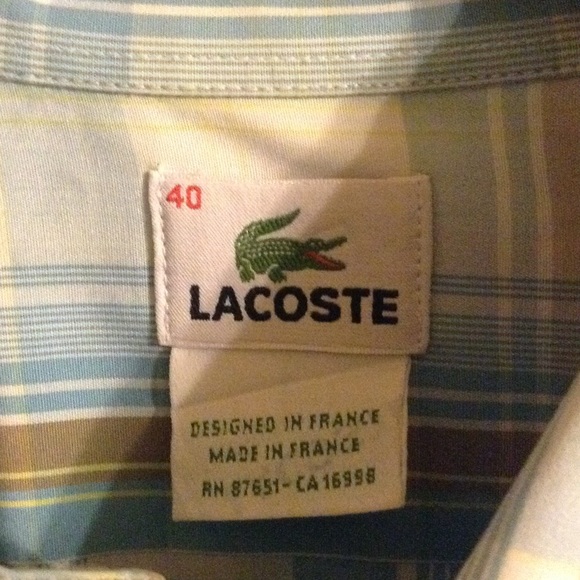 40
LACOSTE
DESIGNED IN FRANCE
MADE IN FRANCE
RN 87651-CA 16998